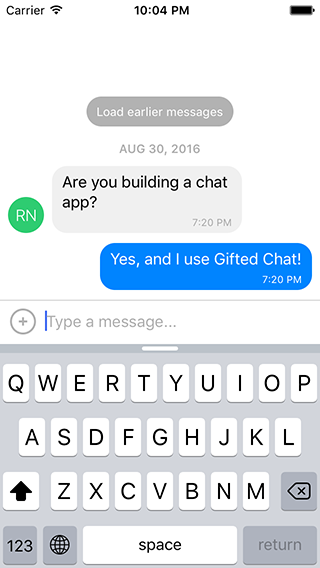 Carrier 10:04 PM
Load earlier messages
AUG 30, 2016
Are you building a chat
app?
RN
7:20 PM
Yes, and I use Gifted Chat!
7:20 PM
Type a message...
Q W E R T Y U I O P
A S D F G H J K L
Z X C V B N M
123 space return